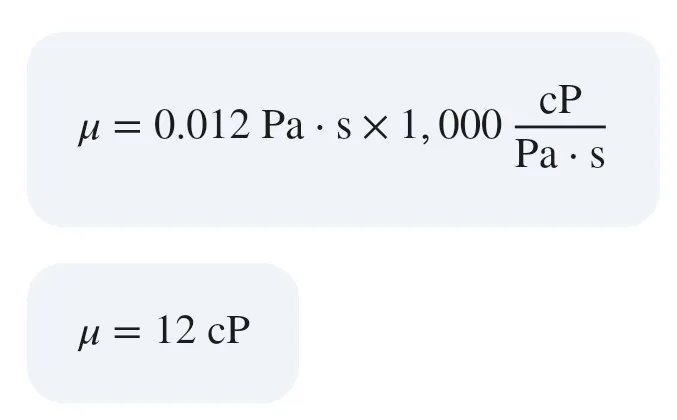 μ = 0.012 Pa · s × 1,000 cP / Pa · s
μ = 12 cP